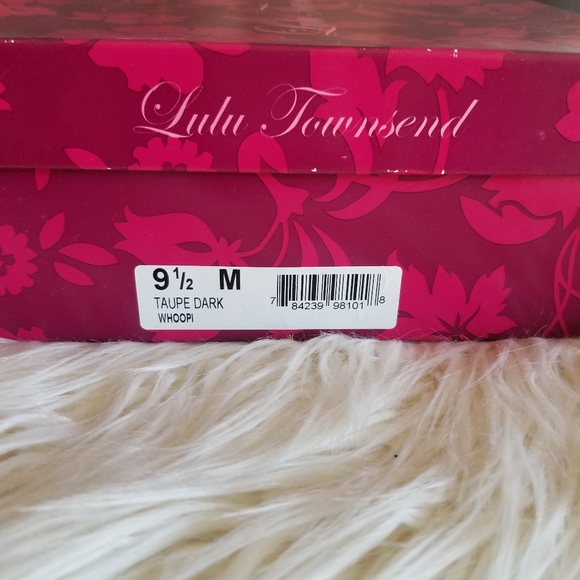 Lulu Townsend
9 1/2 M
TAUPE DARK
WHOOPI
7 84239 98101 8